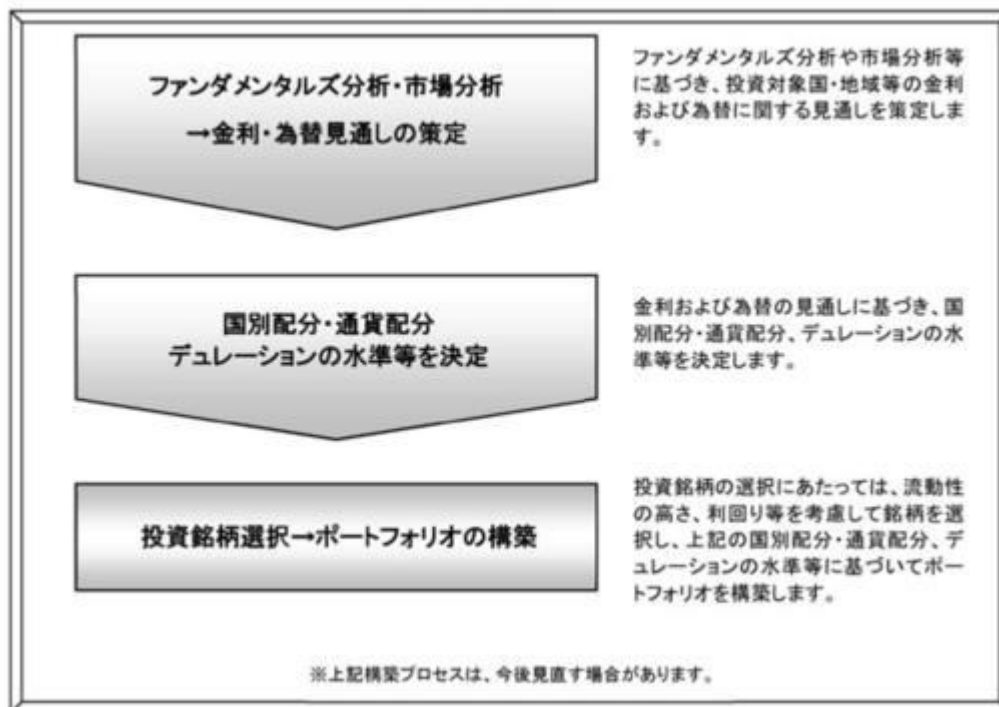 ファンダメンタルズ分析・市場分析
→金利・為替見通しの策定
ファンダメンタルズ分析や市場分析等
に基づき、投資対象国・地域等の金利
および為替に関する見通しを策定しま
す。
国別配分・通貨配分
デュレーションの水準等を決定
金利および為替の見通しに基づき、国
別配分・通貨配分、デュレーションの水
準等を決定します。
投資銘柄選択→ポートフォリオの構築
投資銘柄の選択にあたっては、流動性
の高さ、利回り等を考慮して銘柄を選
択し、上記の国別配分・通貨配分、デ
ュレーションの水準等に基づいてポー
トフォリオを構築します。
※上記構築プロセスは、今後見直す場合があります。